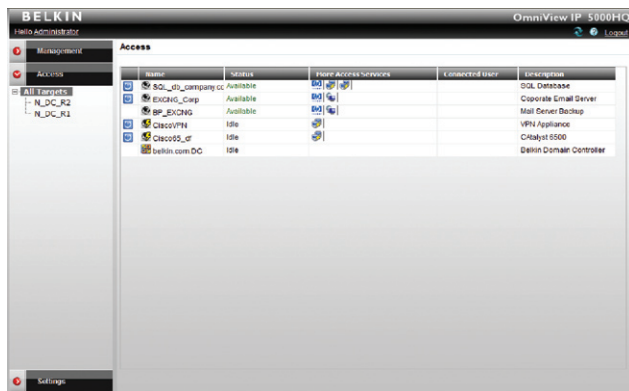 BELKIN
OmniView IP 5000HQ
Hello Administrator
Logout
Management
Access
Access
All Targets
N_DC_R2
N_DC_R1
Name Status More Access Services Connected User Description
SQL_db_company.cc Available SQL Database
EXCNG_Corp Available Coporate Email Server
BP_EXCNG Available Mail Server Backup
CiscoVPN Idle VPN Appliance
Cisco65_df Idle CAtalyst 6500
belkin.com DC Idle Belkin Domain Controller
Settings